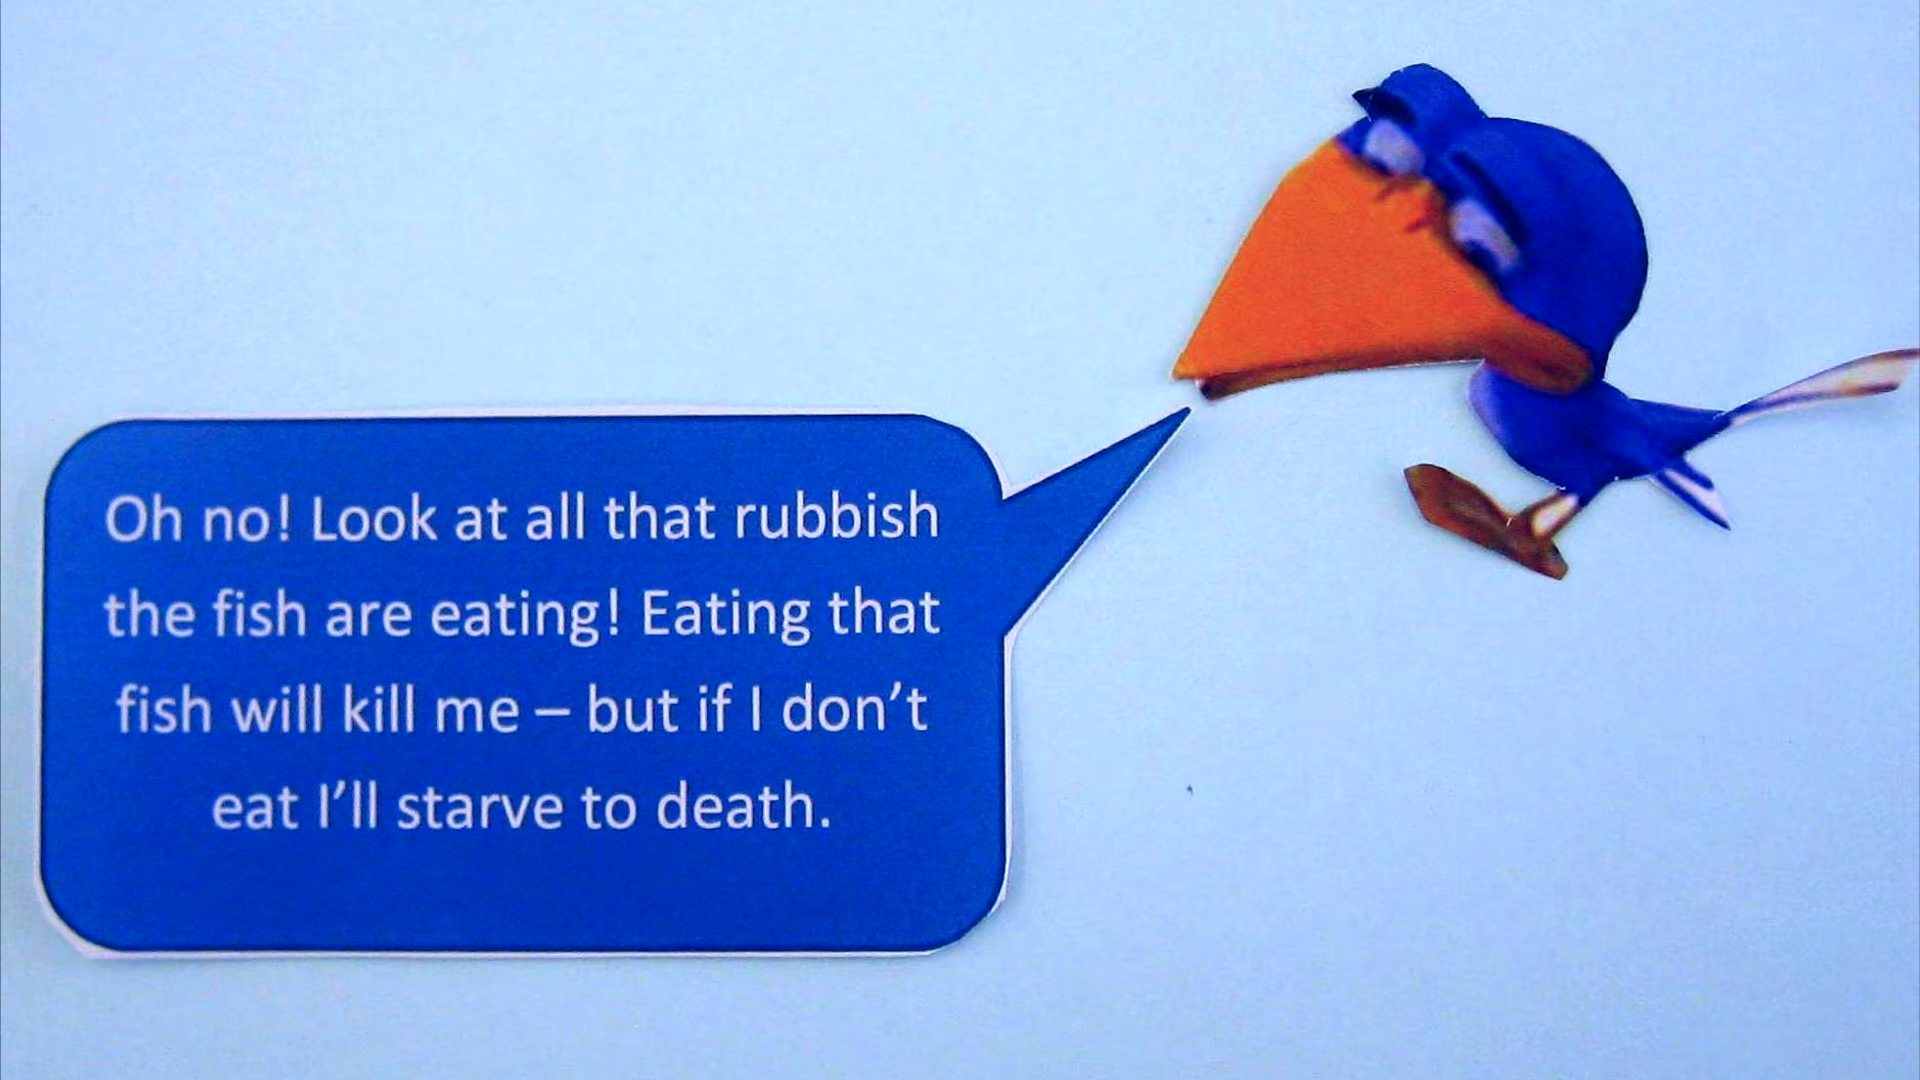 Oh no! Look at all that rubbish
the fish are eating! Eating that
fish will kill me – but if I don’t
eat I’ll starve to death.